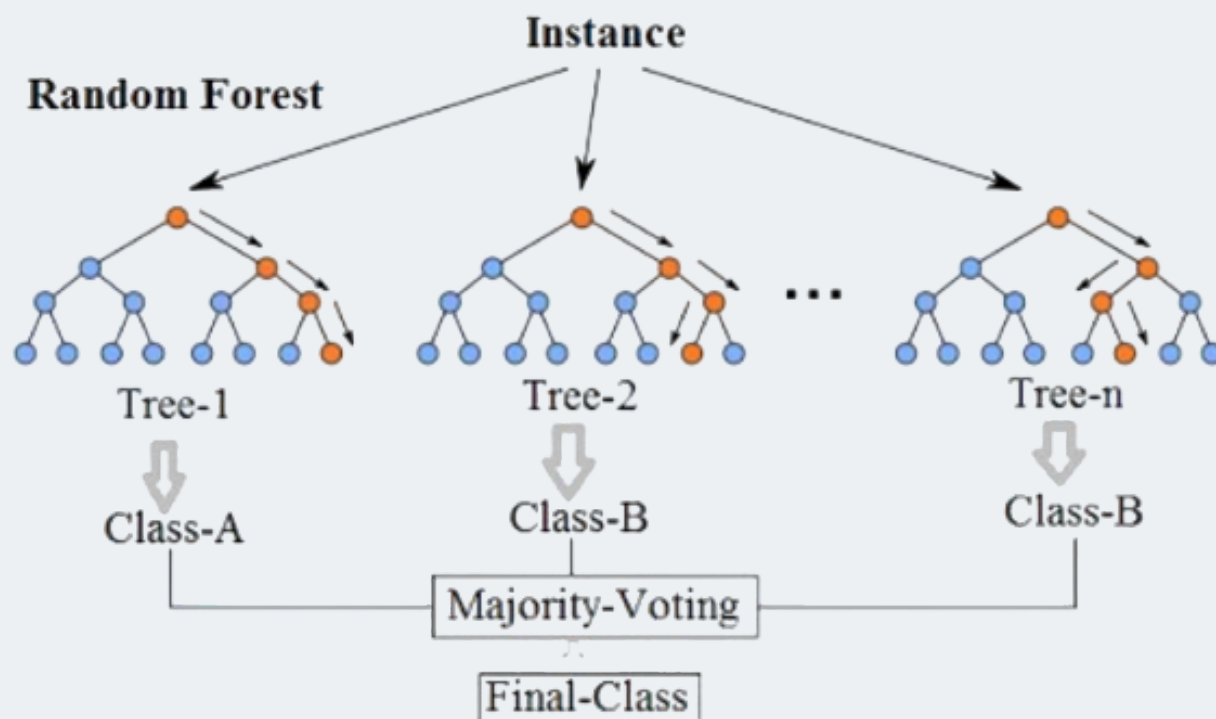 Instance
Random Forest
...
Tree-1
Tree-2
Tree-n
Class-A
Class-B
Class-B
Majority-Voting
Final-Class